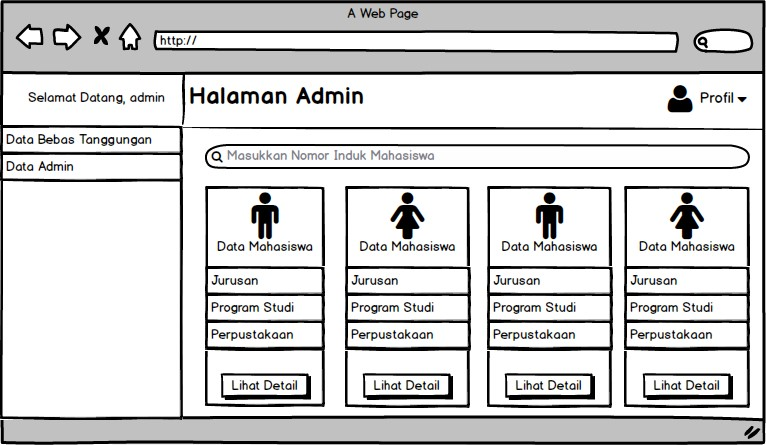 A Web Page
http://
Selamat Datang, admin
Halaman Admin
Profil
Data Bebas Tanggungan
Data Admin
Masukkan Nomor Induk Mahasiswa
Data Mahasiswa
Jurusan
Program Studi
Perpustakaan
Lihat Detail
Data Mahasiswa
Jurusan
Program Studi
Perpustakaan
Lihat Detail
Data Mahasiswa
Jurusan
Program Studi
Perpustakaan
Lihat Detail
Data Mahasiswa
Jurusan
Program Studi
Perpustakaan
Lihat Detail